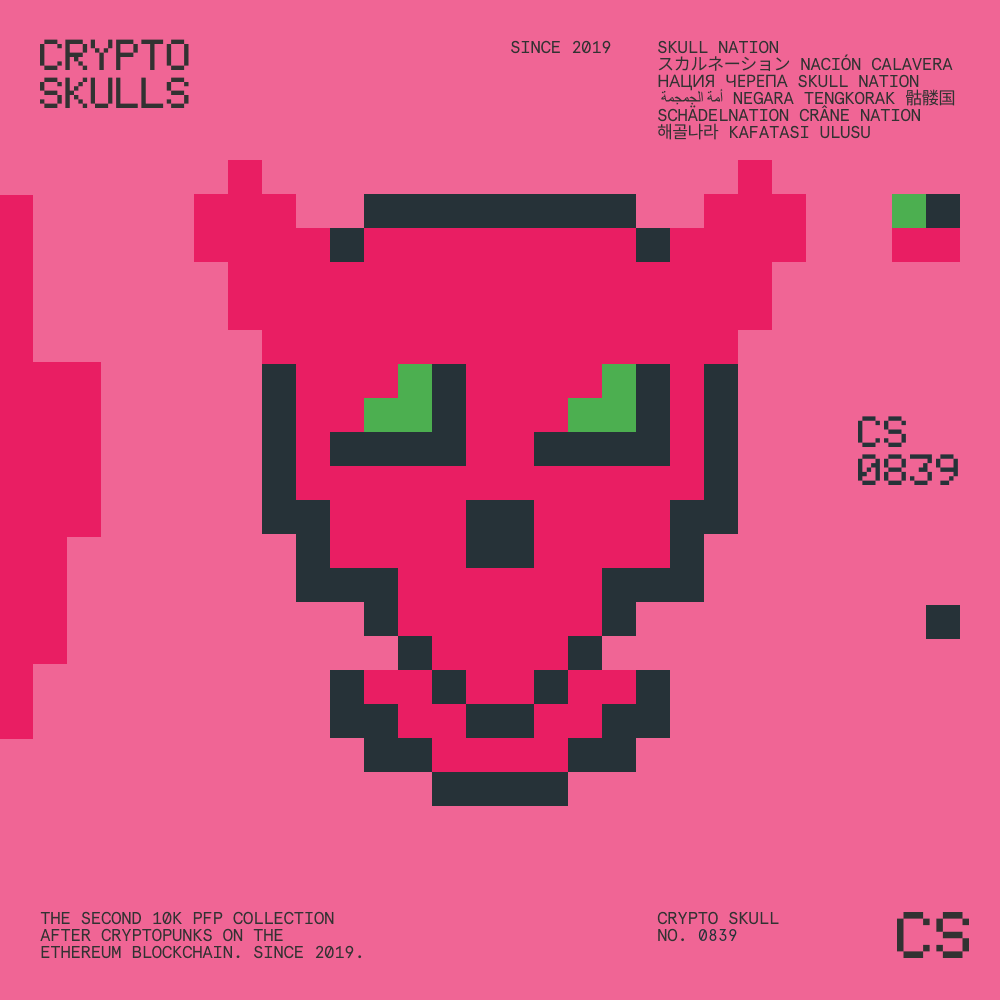 CRYPTO
SKULLS
SINCE 2019
SKULL NATION
スカルネーション NACIÓN CALAVERA
НАЦИЯ ЧЕРЕПА SKULL NATION
أمة الجمجمة NEGARA TENGKORAK 骷髅国
SCHÄDELNATION CRÂNE NATION
해골나라 KAFATASI ULUSU
CS
0839
THE SECOND 10K PFP COLLECTION
AFTER CRYPTOPUNKS ON THE
ETHEREUM BLOCKCHAIN. SINCE 2019.
CRYPTO SKULL
NO. 0839
CS